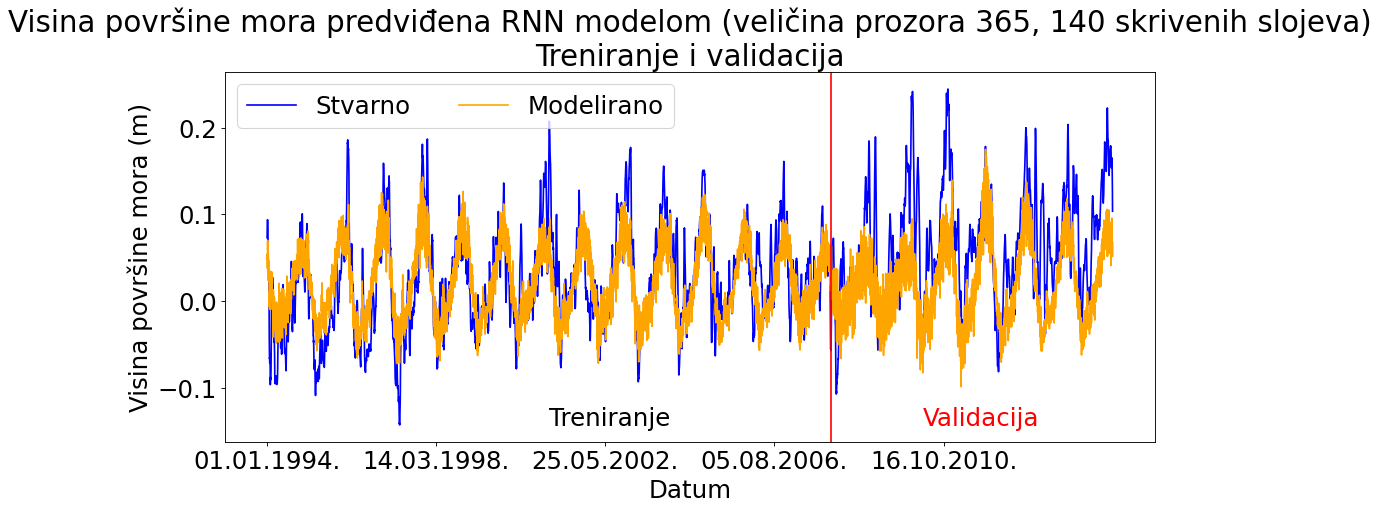 Visina površine mora predviđena RNN modelom (veličina prozora 365, 140 skrivenih slojeva)
Treniranje i validacija
Stvarno Modelirano
Visina površine mora (m)
0.2
0.1
0.0
−0.1
Treniranje Validacija
01.01.1994. 14.03.1998. 25.05.2002. 05.08.2006. 16.10.2010.
Datum